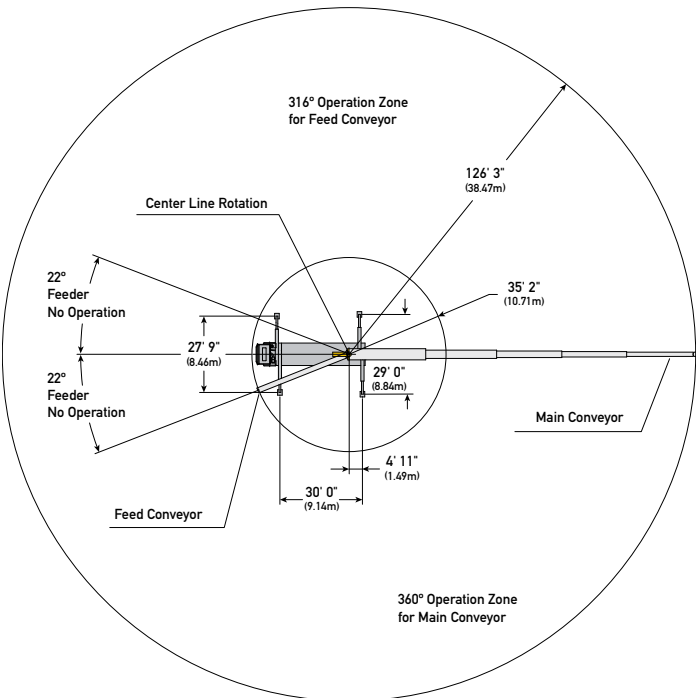 316° Operation Zone
for Feed Conveyor
126' 3"
(38.47m)
Center Line Rotation
22°
Feeder
No Operation
35' 2"
(10.71m)
27' 9"
(8.46m)
29' 0"
(8.84m)
22°
Feeder
No Operation
Main Conveyor
4' 11"
(1.49m)
30' 0"
(9.14m)
Feed Conveyor
360° Operation Zone
for Main Conveyor